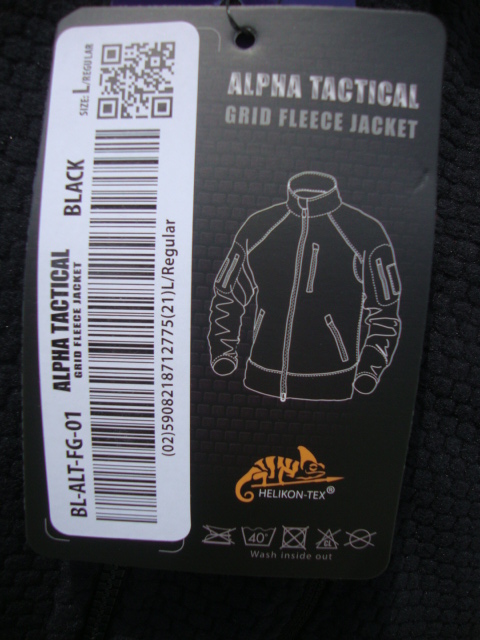 SIZE: L/REGULAR
BLACK
ALPHA TACTICAL
GRID FLEECE JACKET
BL-ALT-FG-01
(02)5908218712775(21)L/Regular
ALPHA TACTICAL
GRID FLEECE JACKET
HELIKON-TEX®
40°
CL
Wash inside out